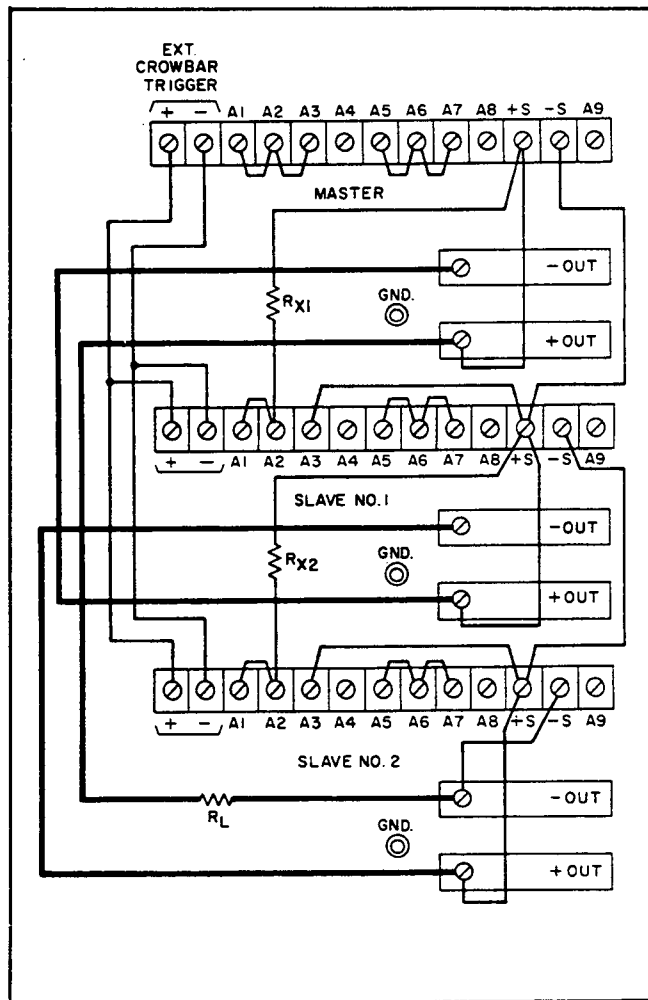 EXT.
CROWBAR
TRIGGER
+ − A1 A2 A3 A4 A5 A6 A7 A8 +S −S A9
MASTER
−OUT
RX1
GND.
+OUT
+ − A1 A2 A3 A4 A5 A6 A7 A8 +S −S A9
SLAVE NO.1
−OUT
RX2
GND.
+OUT
+ − A1 A2 A3 A4 A5 A6 A7 A8 +S −S A9
SLAVE NO. 2
−OUT
RL
GND.
+OUT